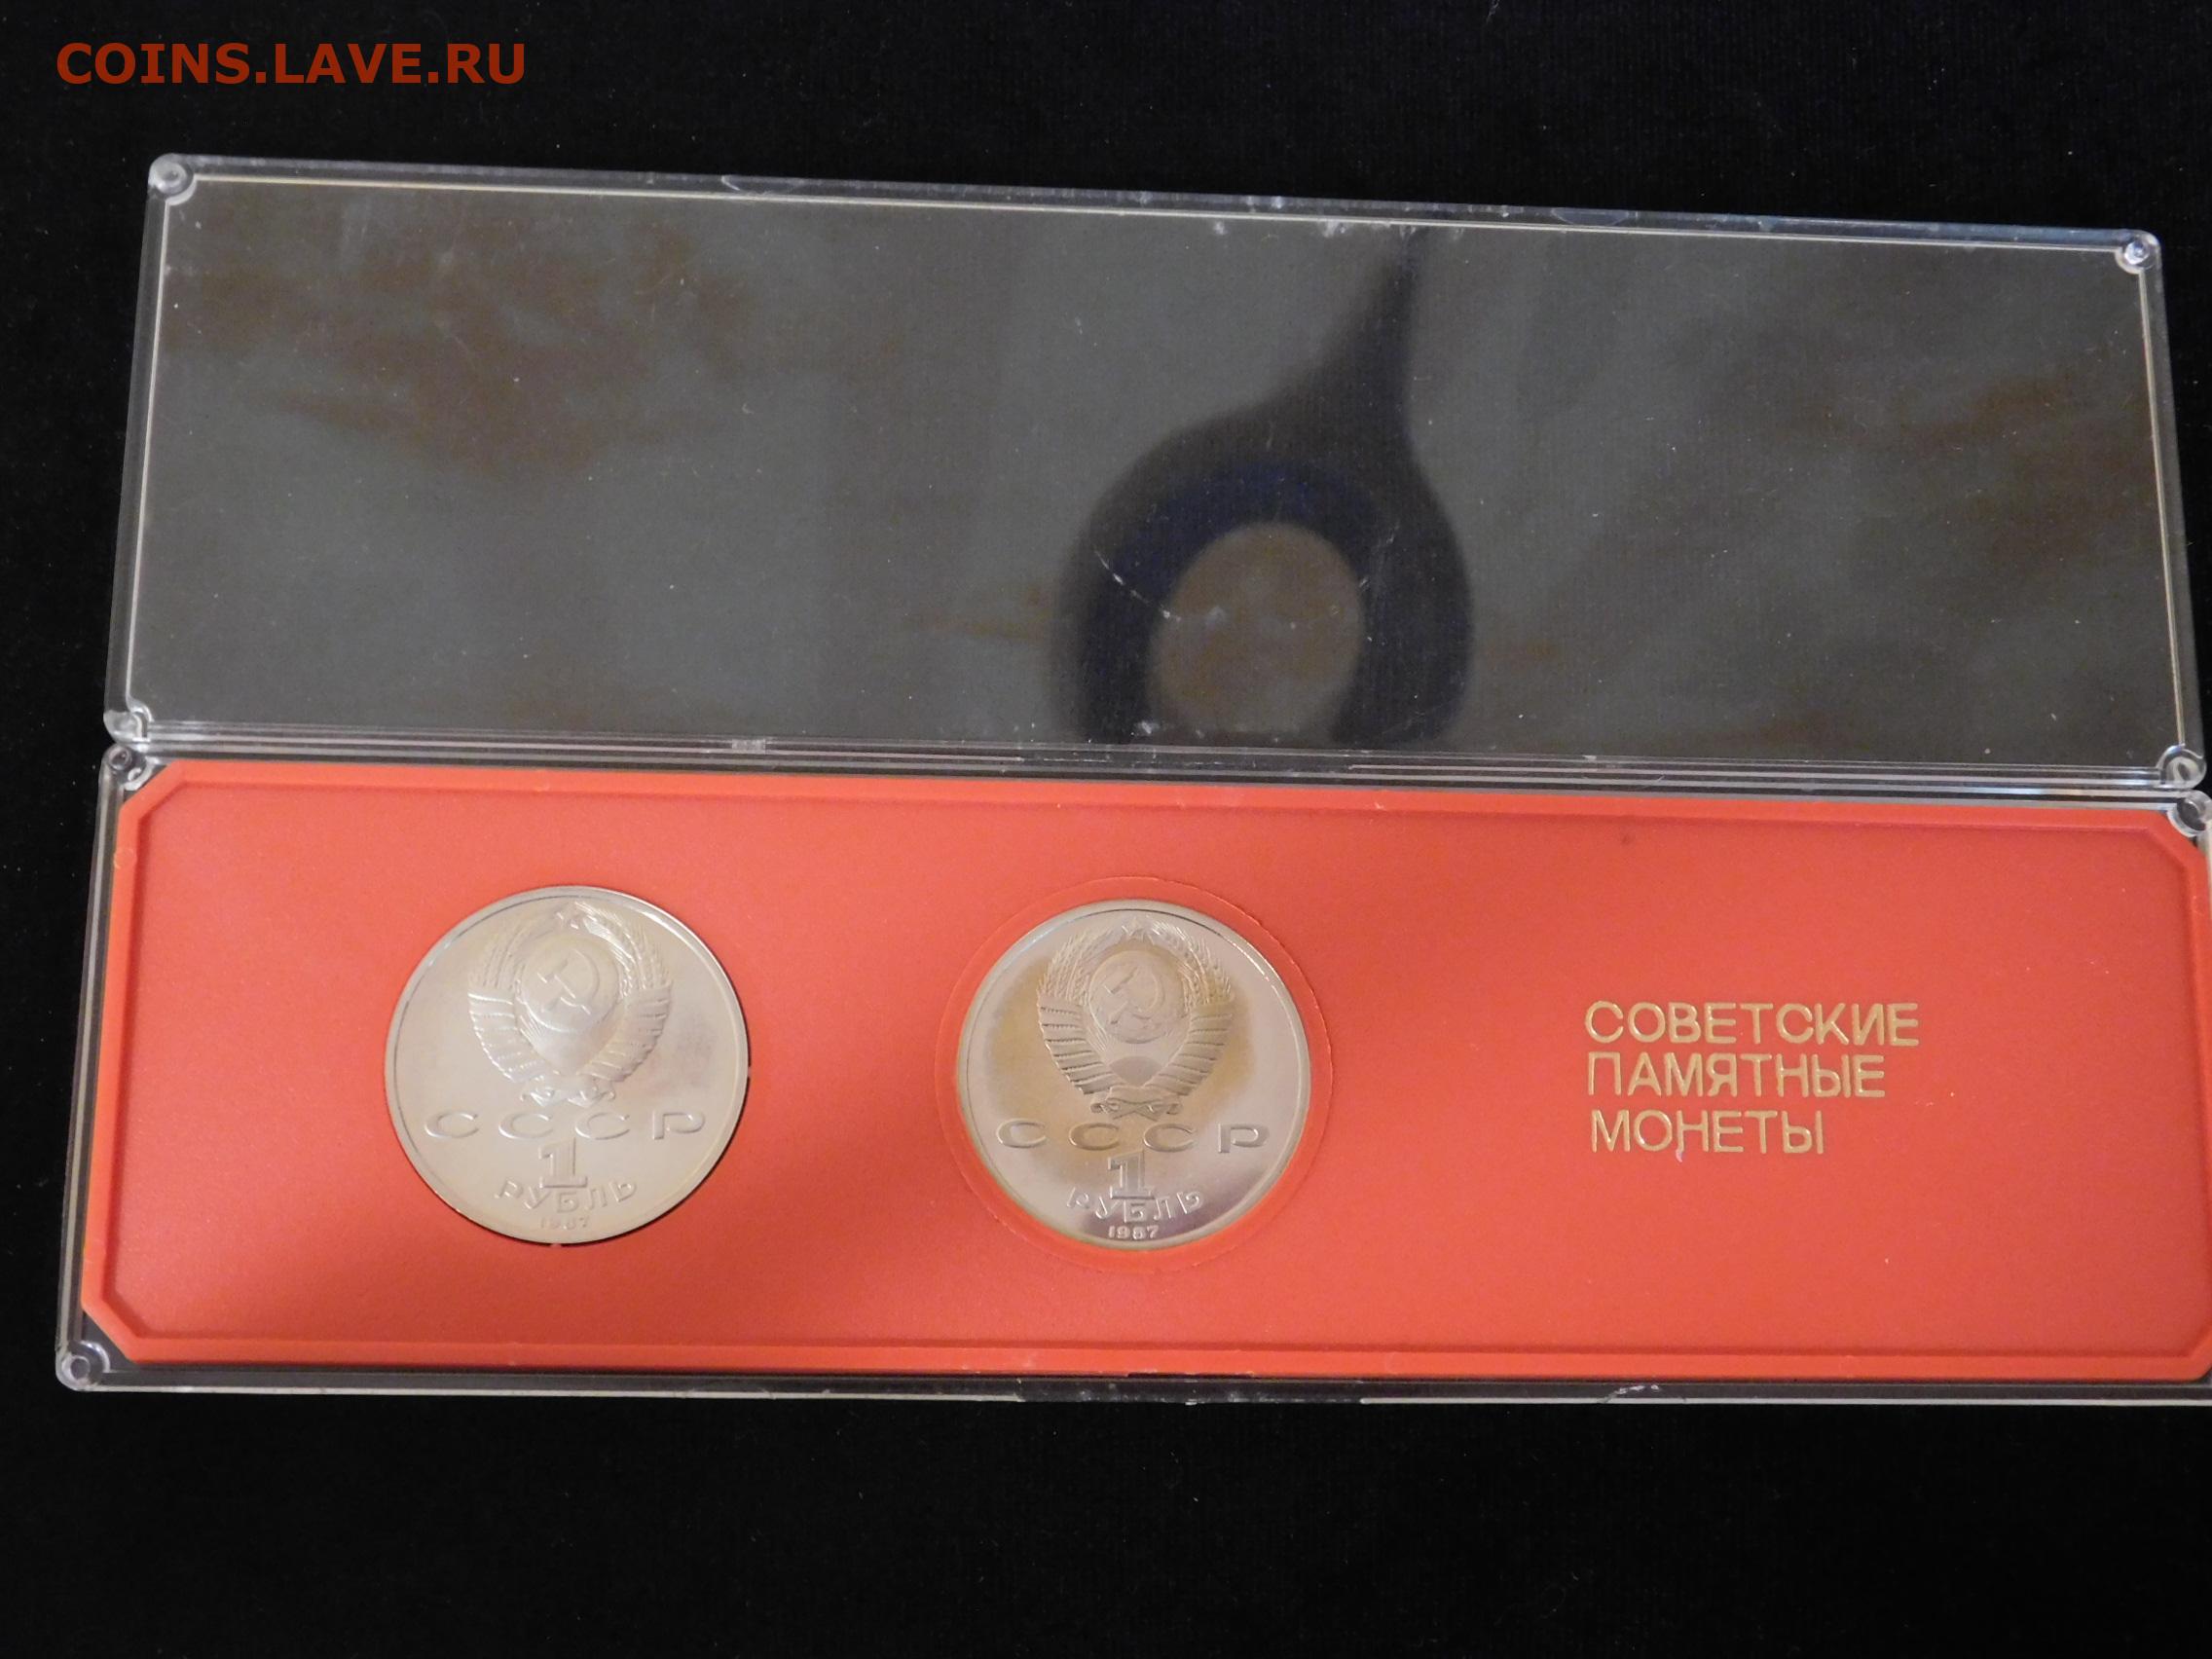 COINS.LAVE.RU
СССР
1
РУБЛЬ
1987
СССР
1
РУБЛЬ
1987
СОВЕТСКИЕ
ПАМЯТНЫЕ
МОНЕТЫ